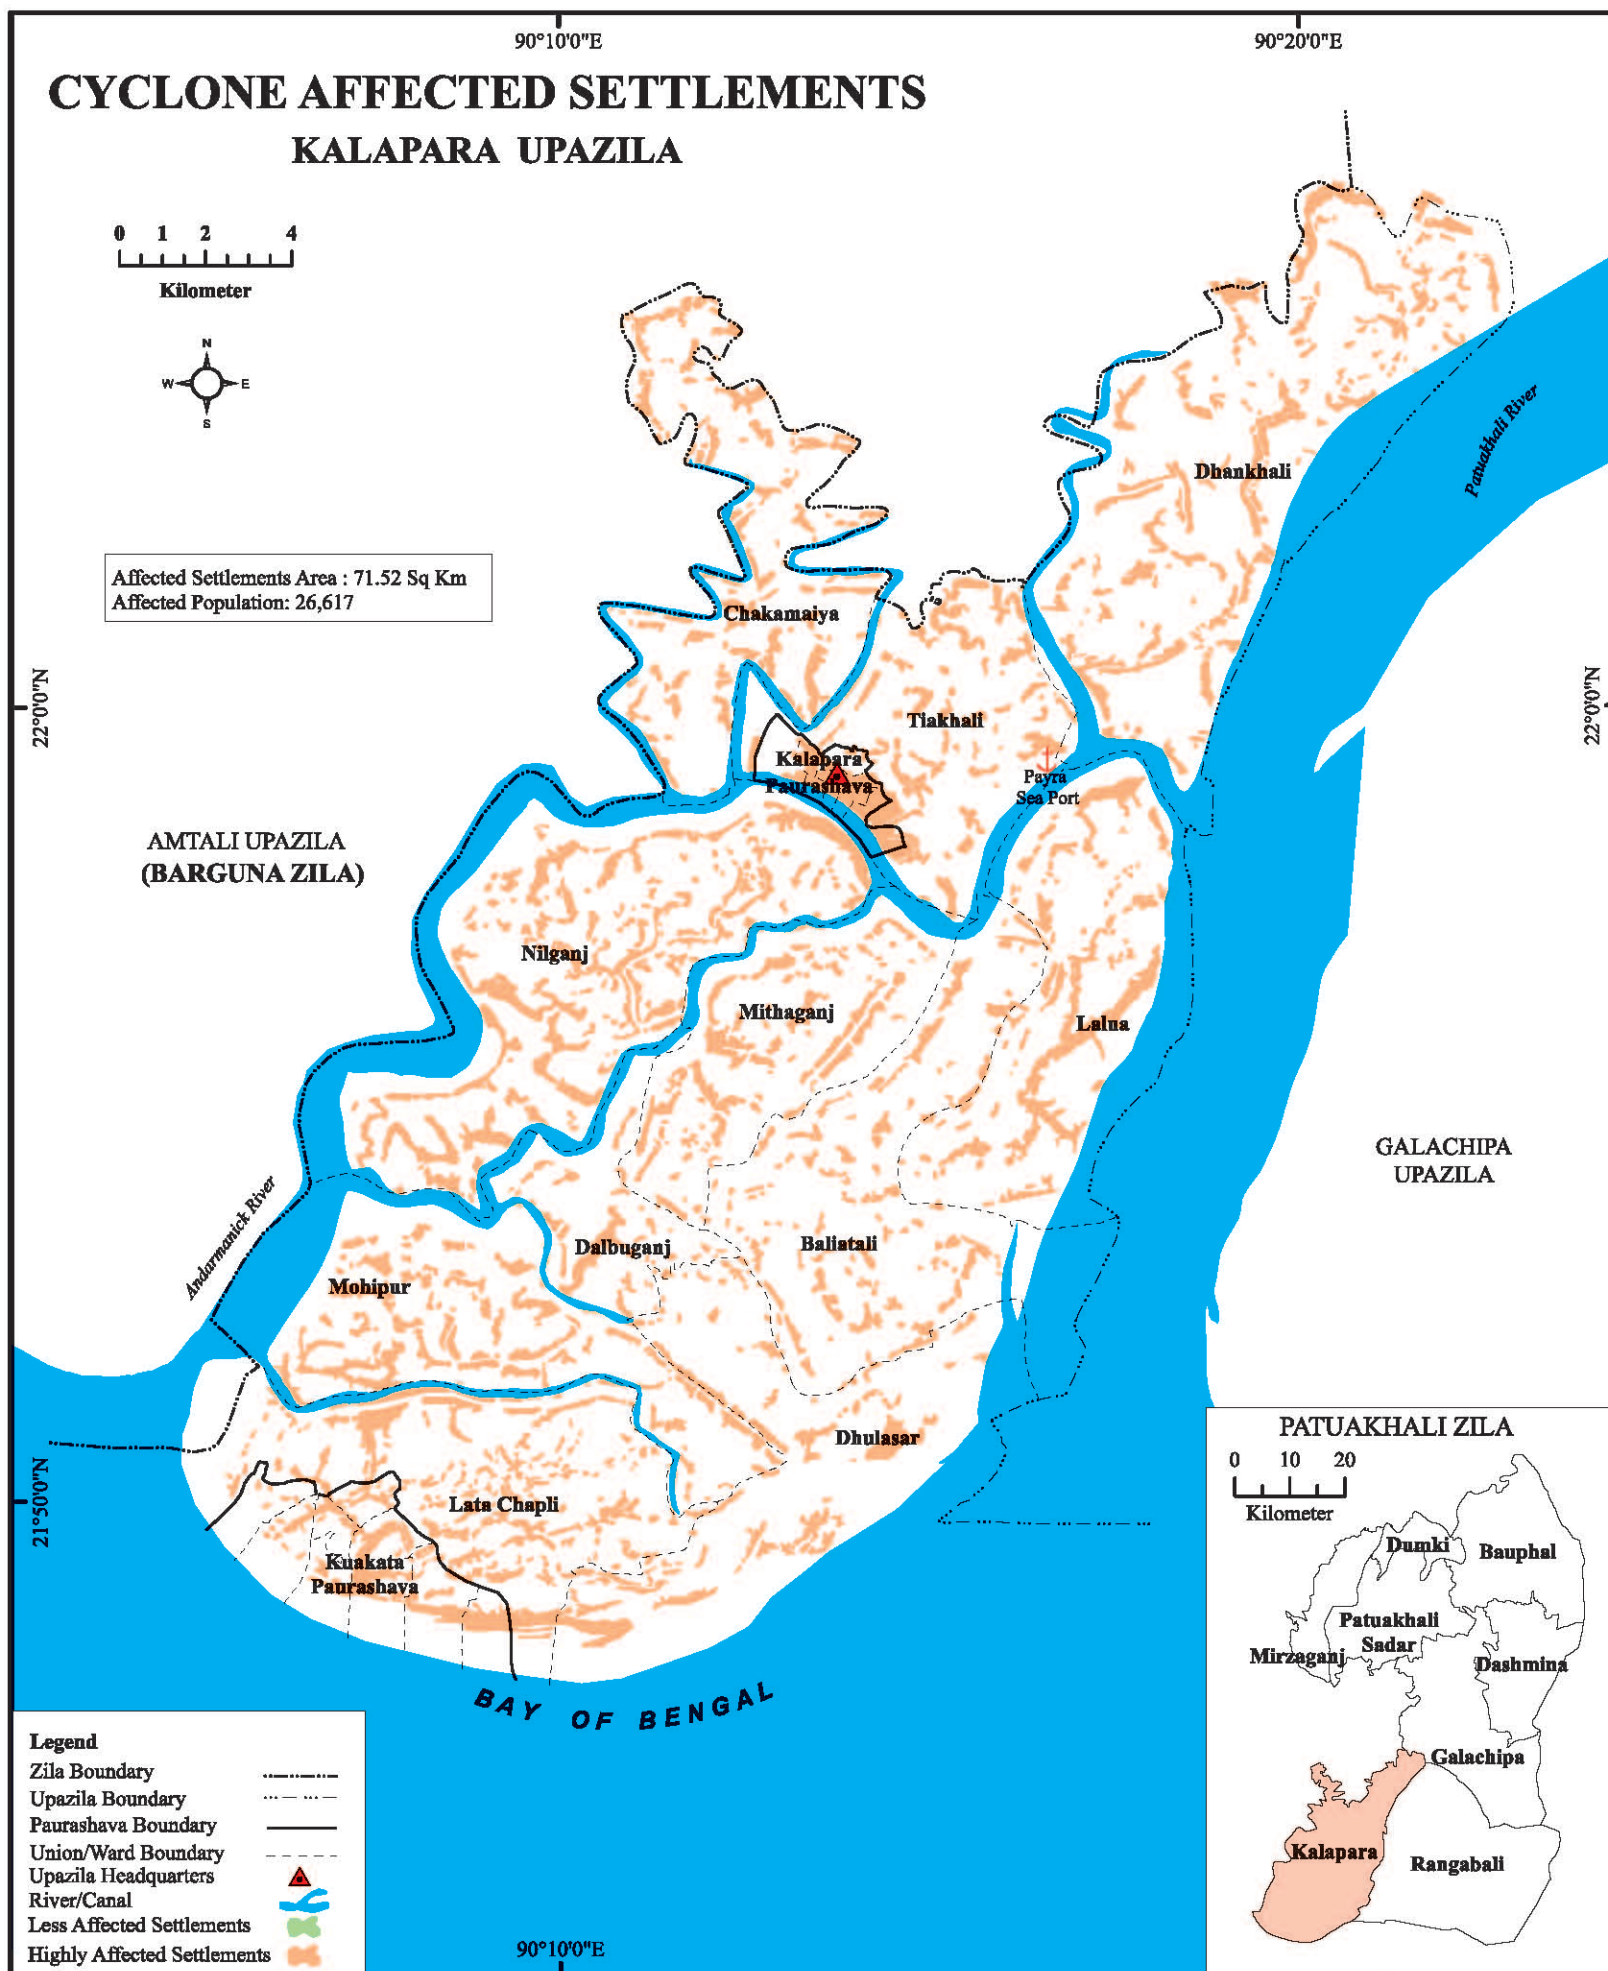 90°10'0"E
90°20'0"E
CYCLONE AFFECTED SETTLEMENTS
KALAPARA UPAZILA
0 1 2 4
Kilometer
N
W E
S
Patuakhali River
Dhankhali
Affected Settlements Area : 71.52 Sq Km
Affected Population: 26,617
Chakamaiya
22°0'0"N
22°0'0"N
Tiakhali
Kalapara
Paurashava
Payra
Sea Port
AMTALI UPAZILA
(BARGUNA ZILA)
Nilganj
Mithaganj
Lalua
GALACHIPA
UPAZILA
Andarmanick River
Dalbuganj
Baliatali
Mohipur
Dhulasar
21°50'0"N
Lata Chapli
Kuakata
Paurashava
BAY OF BENGAL
PATUAKHALI ZILA
0 10 20
Kilometer
Dumki
Bauphal
Patuakhali
Sadar
Mirzaganj
Dashmina
Galachipa
Kalapara
Rangabali
Legend
Zila Boundary
Upazila Boundary
Paurashava Boundary
Union/Ward Boundary
Upazila Headquarters
River/Canal
Less Affected Settlements
Highly Affected Settlements
90°10'0"E